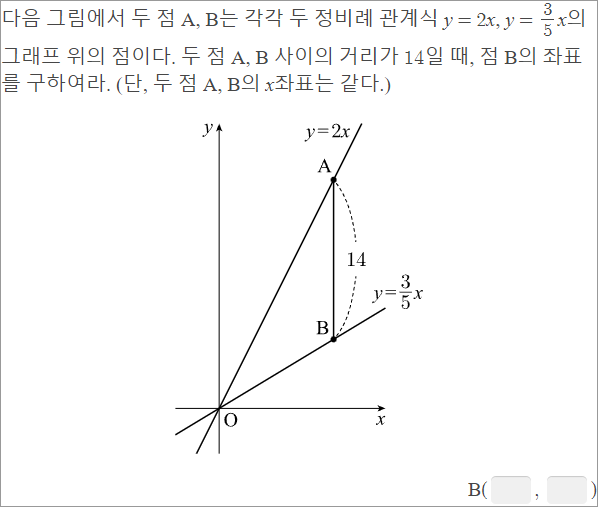 다음 그림에서 두 점 A, B는 각각 두 정비례 관계식 y = 2x, y = 3/5 x의
그래프 위의 점이다. 두 점 A, B 사이의 거리가 14일 때, 점 B의 좌표
를 구하여라. (단, 두 점 A, B의 x좌표는 같다.)
y
y=2x
A
14
y=3/5 x
B
O
x
B( , )